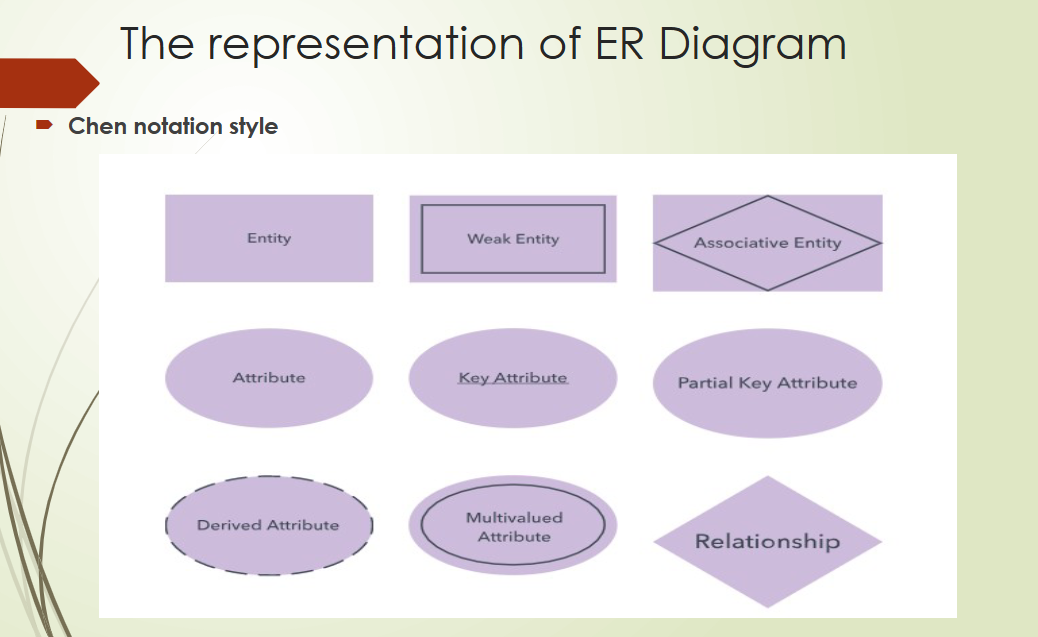 The representation of ER Diagram
Chen notation style
Entity
Weak Entity
Associative Entity
Attribute
Key Attribute
Partial Key Attribute
Derived Attribute
Multivalued
Attribute
Relationship